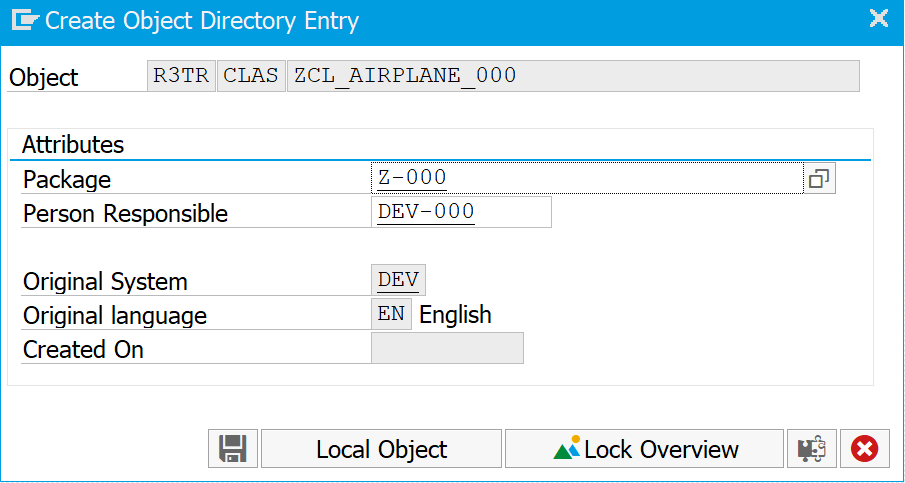 Create Object Directory Entry
Object R3TR CLAS ZCL_AIRPLANE_000
Attributes
Package Z-000
Person Responsible DEV-000
Original System DEV
Original language EN English
Created On
Local Object Lock Overview